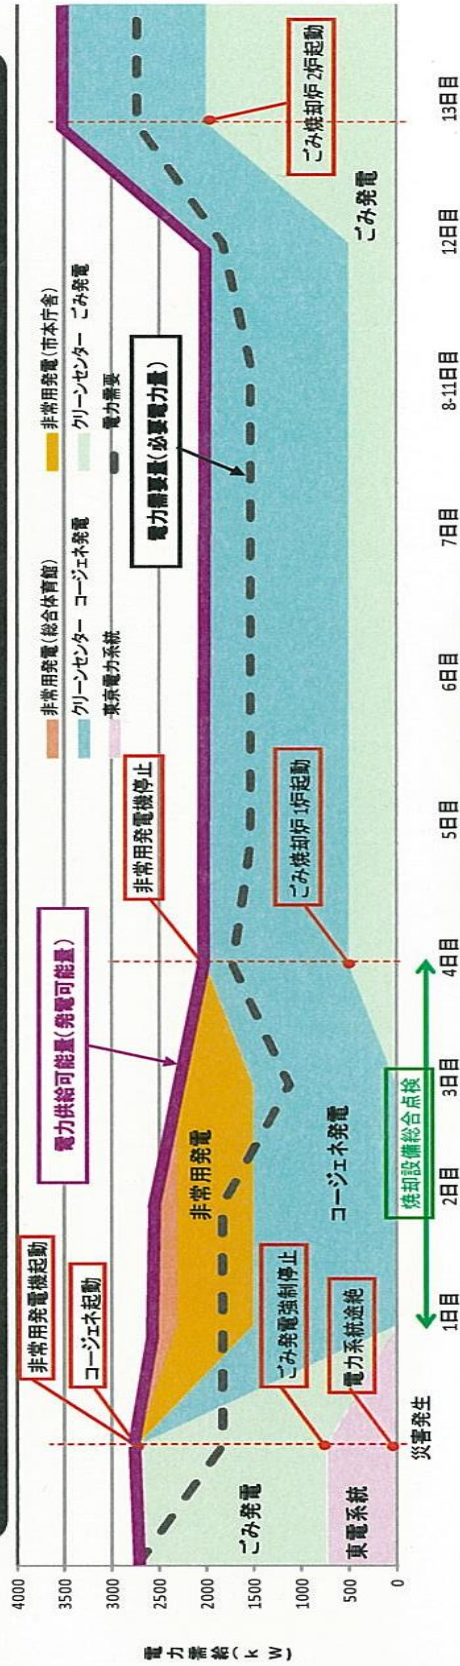 電力需給(kW)
4000
3500
3000
2500
2000
1500
1000
500
0
非常用発電機起動
コージェネ起動
電力供給可能量(発電可能量)
非常用発電機停止
非常用発電(総合体育館)
非常用発電(市本庁舎)
クリーンセンター コージェネ発電
クリーンセンター ごみ発電
東京電力系統
電力需要
電力需要量(必要電力量)
ごみ焼却炉2炉起動
ごみ発電
東電系統
ごみ発電強制停止
電力系統途絶
非常用発電
コージェネ発電
ごみ焼却炉1炉起動
ごみ発電
焼却設備総合点検
災害発生
1日目
2日目
3日目
4日目
5日目
6日目
7日目
8-11日目
12日目
13日目